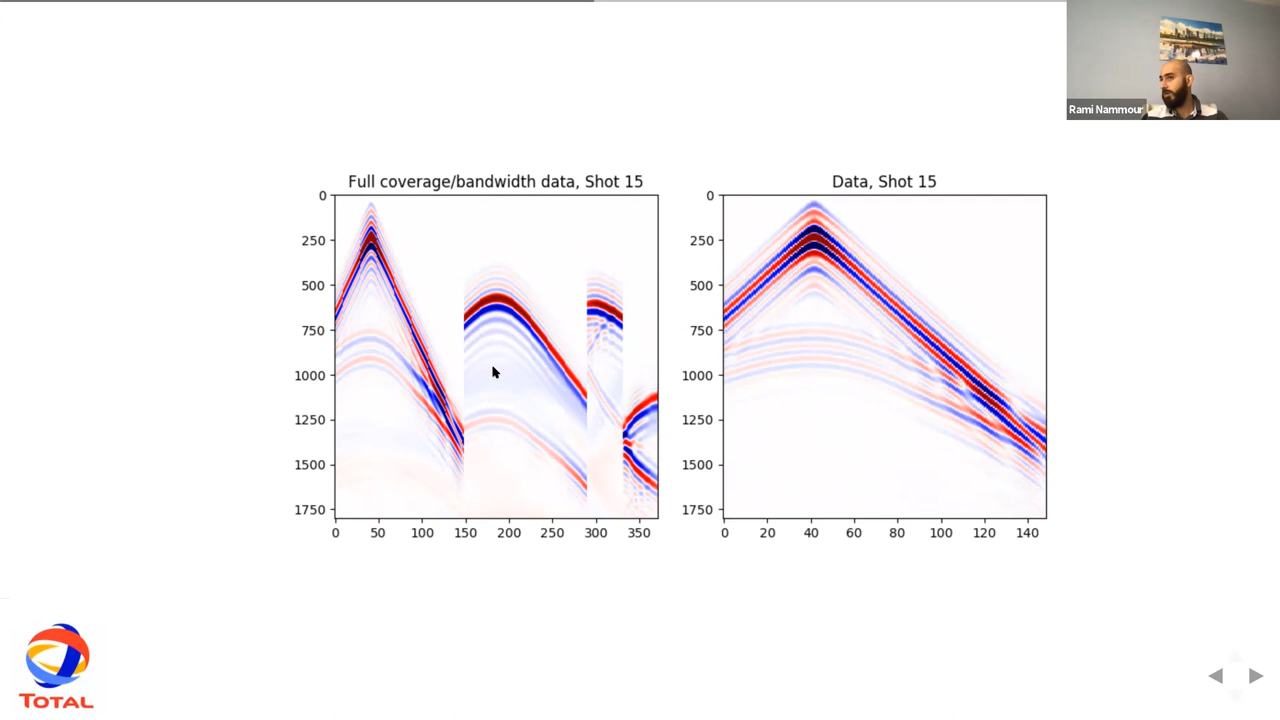 Rami Nammour
Full coverage/bandwidth data, Shot 15
0
250
500
750
1000
1250
1500
1750
0 50 100 150 200 250 300 350
Data, Shot 15
0
250
500
750
1000
1250
1500
1750
0 20 40 60 80 100 120 140
TOTAL